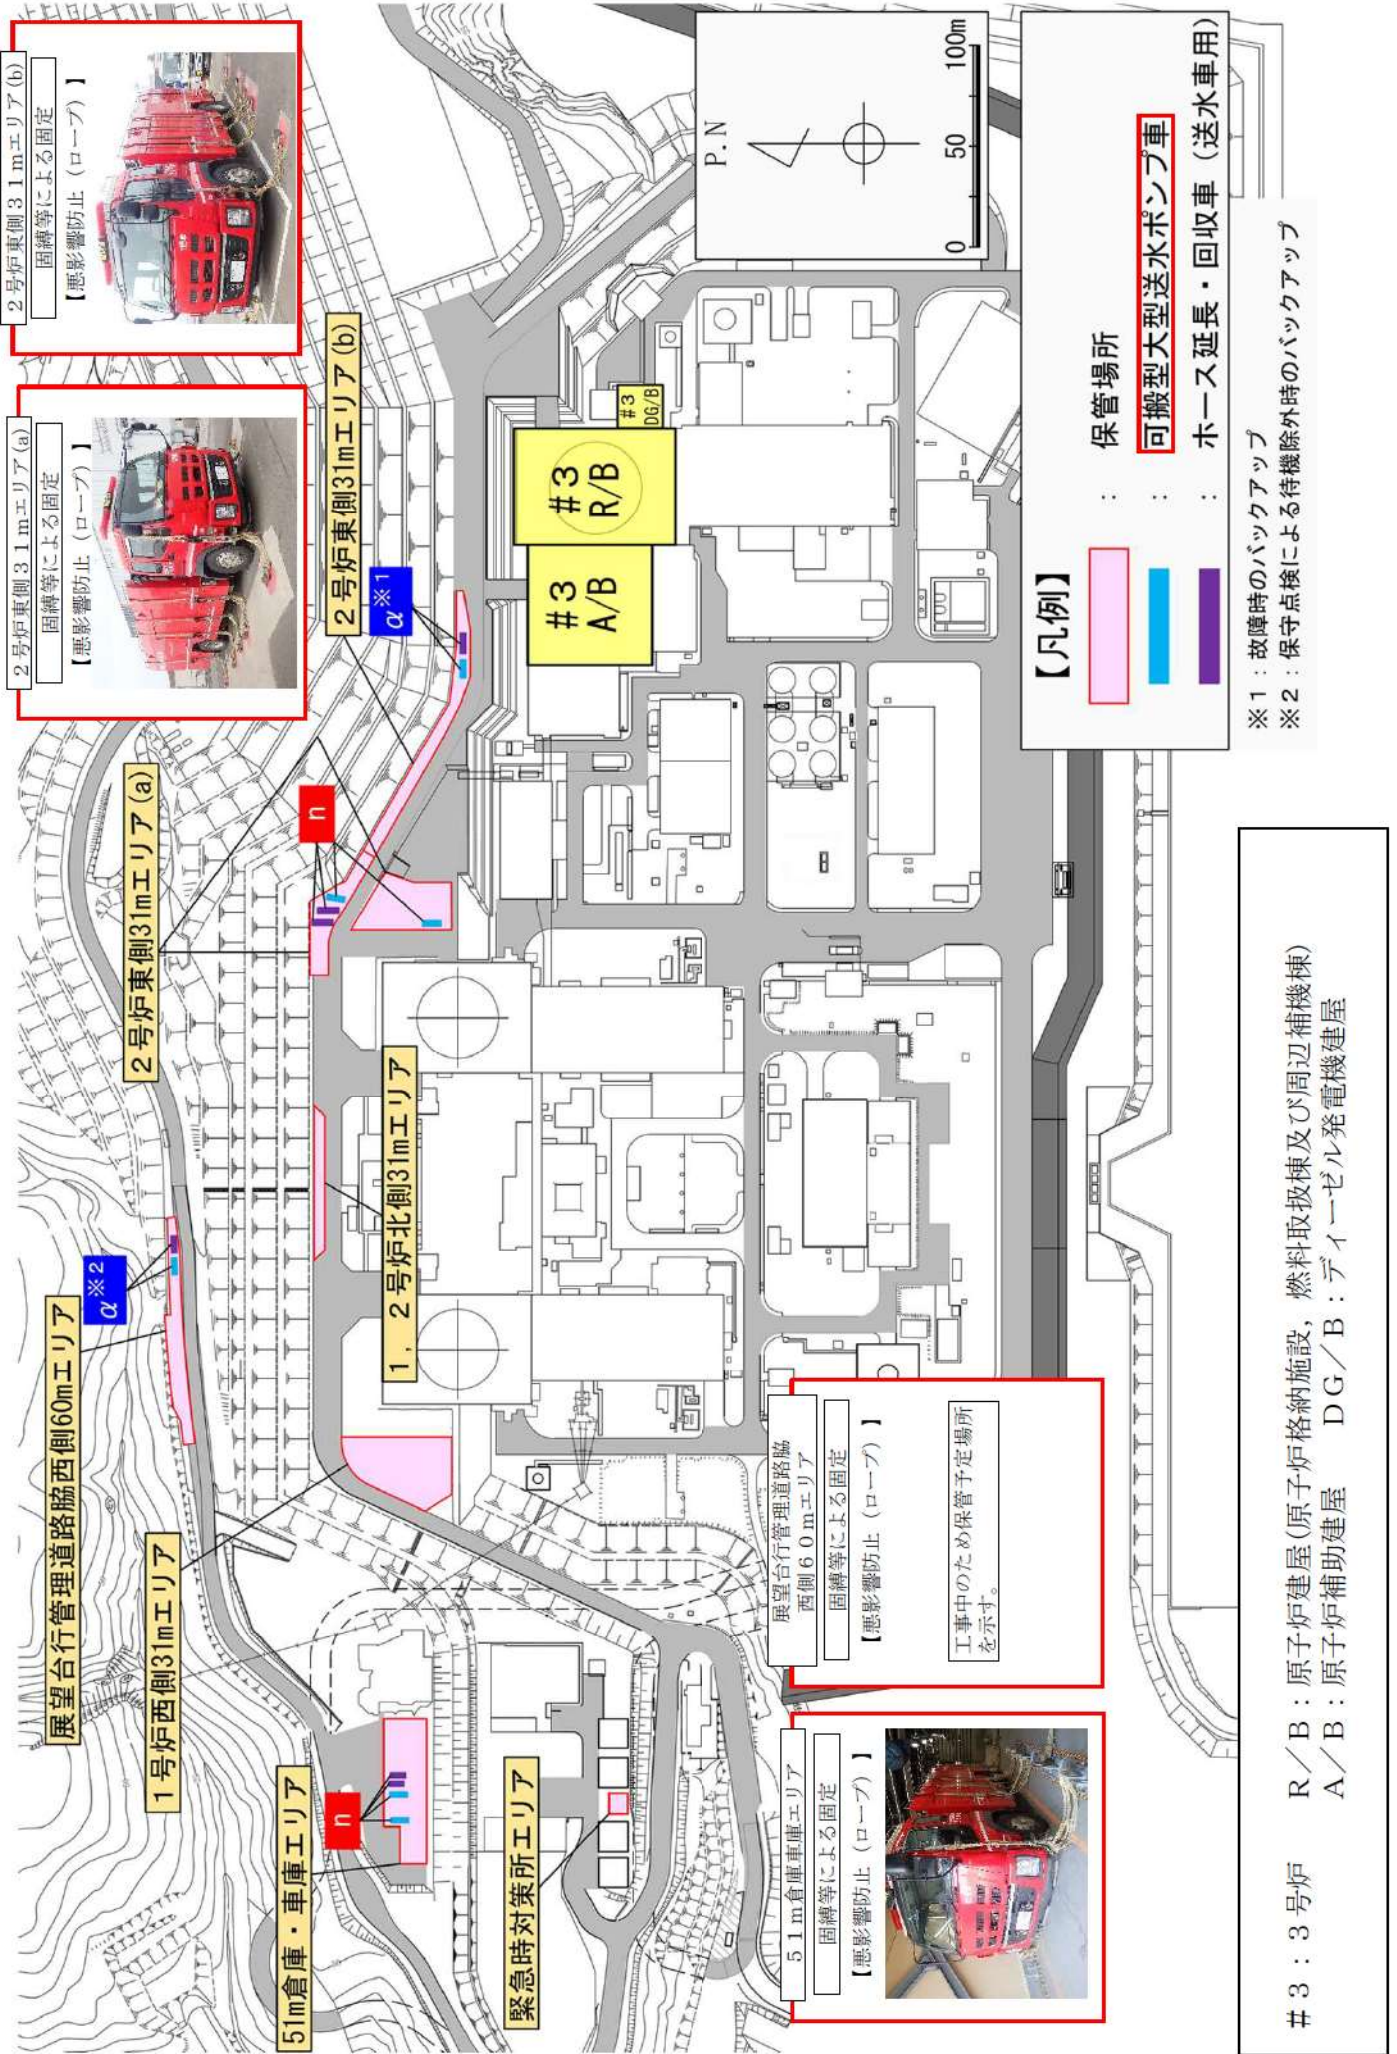 ２号炉東側３１ｍエリア(a)
固縛等による固定
【悪影響防止（ロープ）】
２号炉東側３１ｍエリア(b)
固縛等による固定
【悪影響防止（ロープ）】
展望台行管理道路脇西側60mエリア
α※2
２号炉東側31mエリア(a)
n
２号炉東側31mエリア(b)
α※1
1号炉西側31mエリア
１，２号炉北側31mエリア
51m倉庫・車庫エリア
n
緊急時対策所エリア
#3
A/B
#3
R/B
#3
DG/B
P.N
0 50 100m
５１ｍ倉庫車庫エリア
固縛等による固定
【悪影響防止（ロープ）】
展望台行管理道路脇
西側６０ｍエリア
固縛等による固定
【悪影響防止（ロープ）】
工事中のため保管予定場所
を示す。
【凡例】
： 保管場所
： 可搬型大型送水ポンプ車
： ホース延長・回収車（送水車用）
※１：故障時のバックアップ
※２：保守点検による待機除外時のバックアップ
＃３：３号炉 Ｒ／Ｂ：原子炉建屋(原子炉格納施設，燃料取扱棟及び周辺補機棟)
Ａ／Ｂ：原子炉補助建屋 ＤＧ／Ｂ：ディーゼル発電機建屋